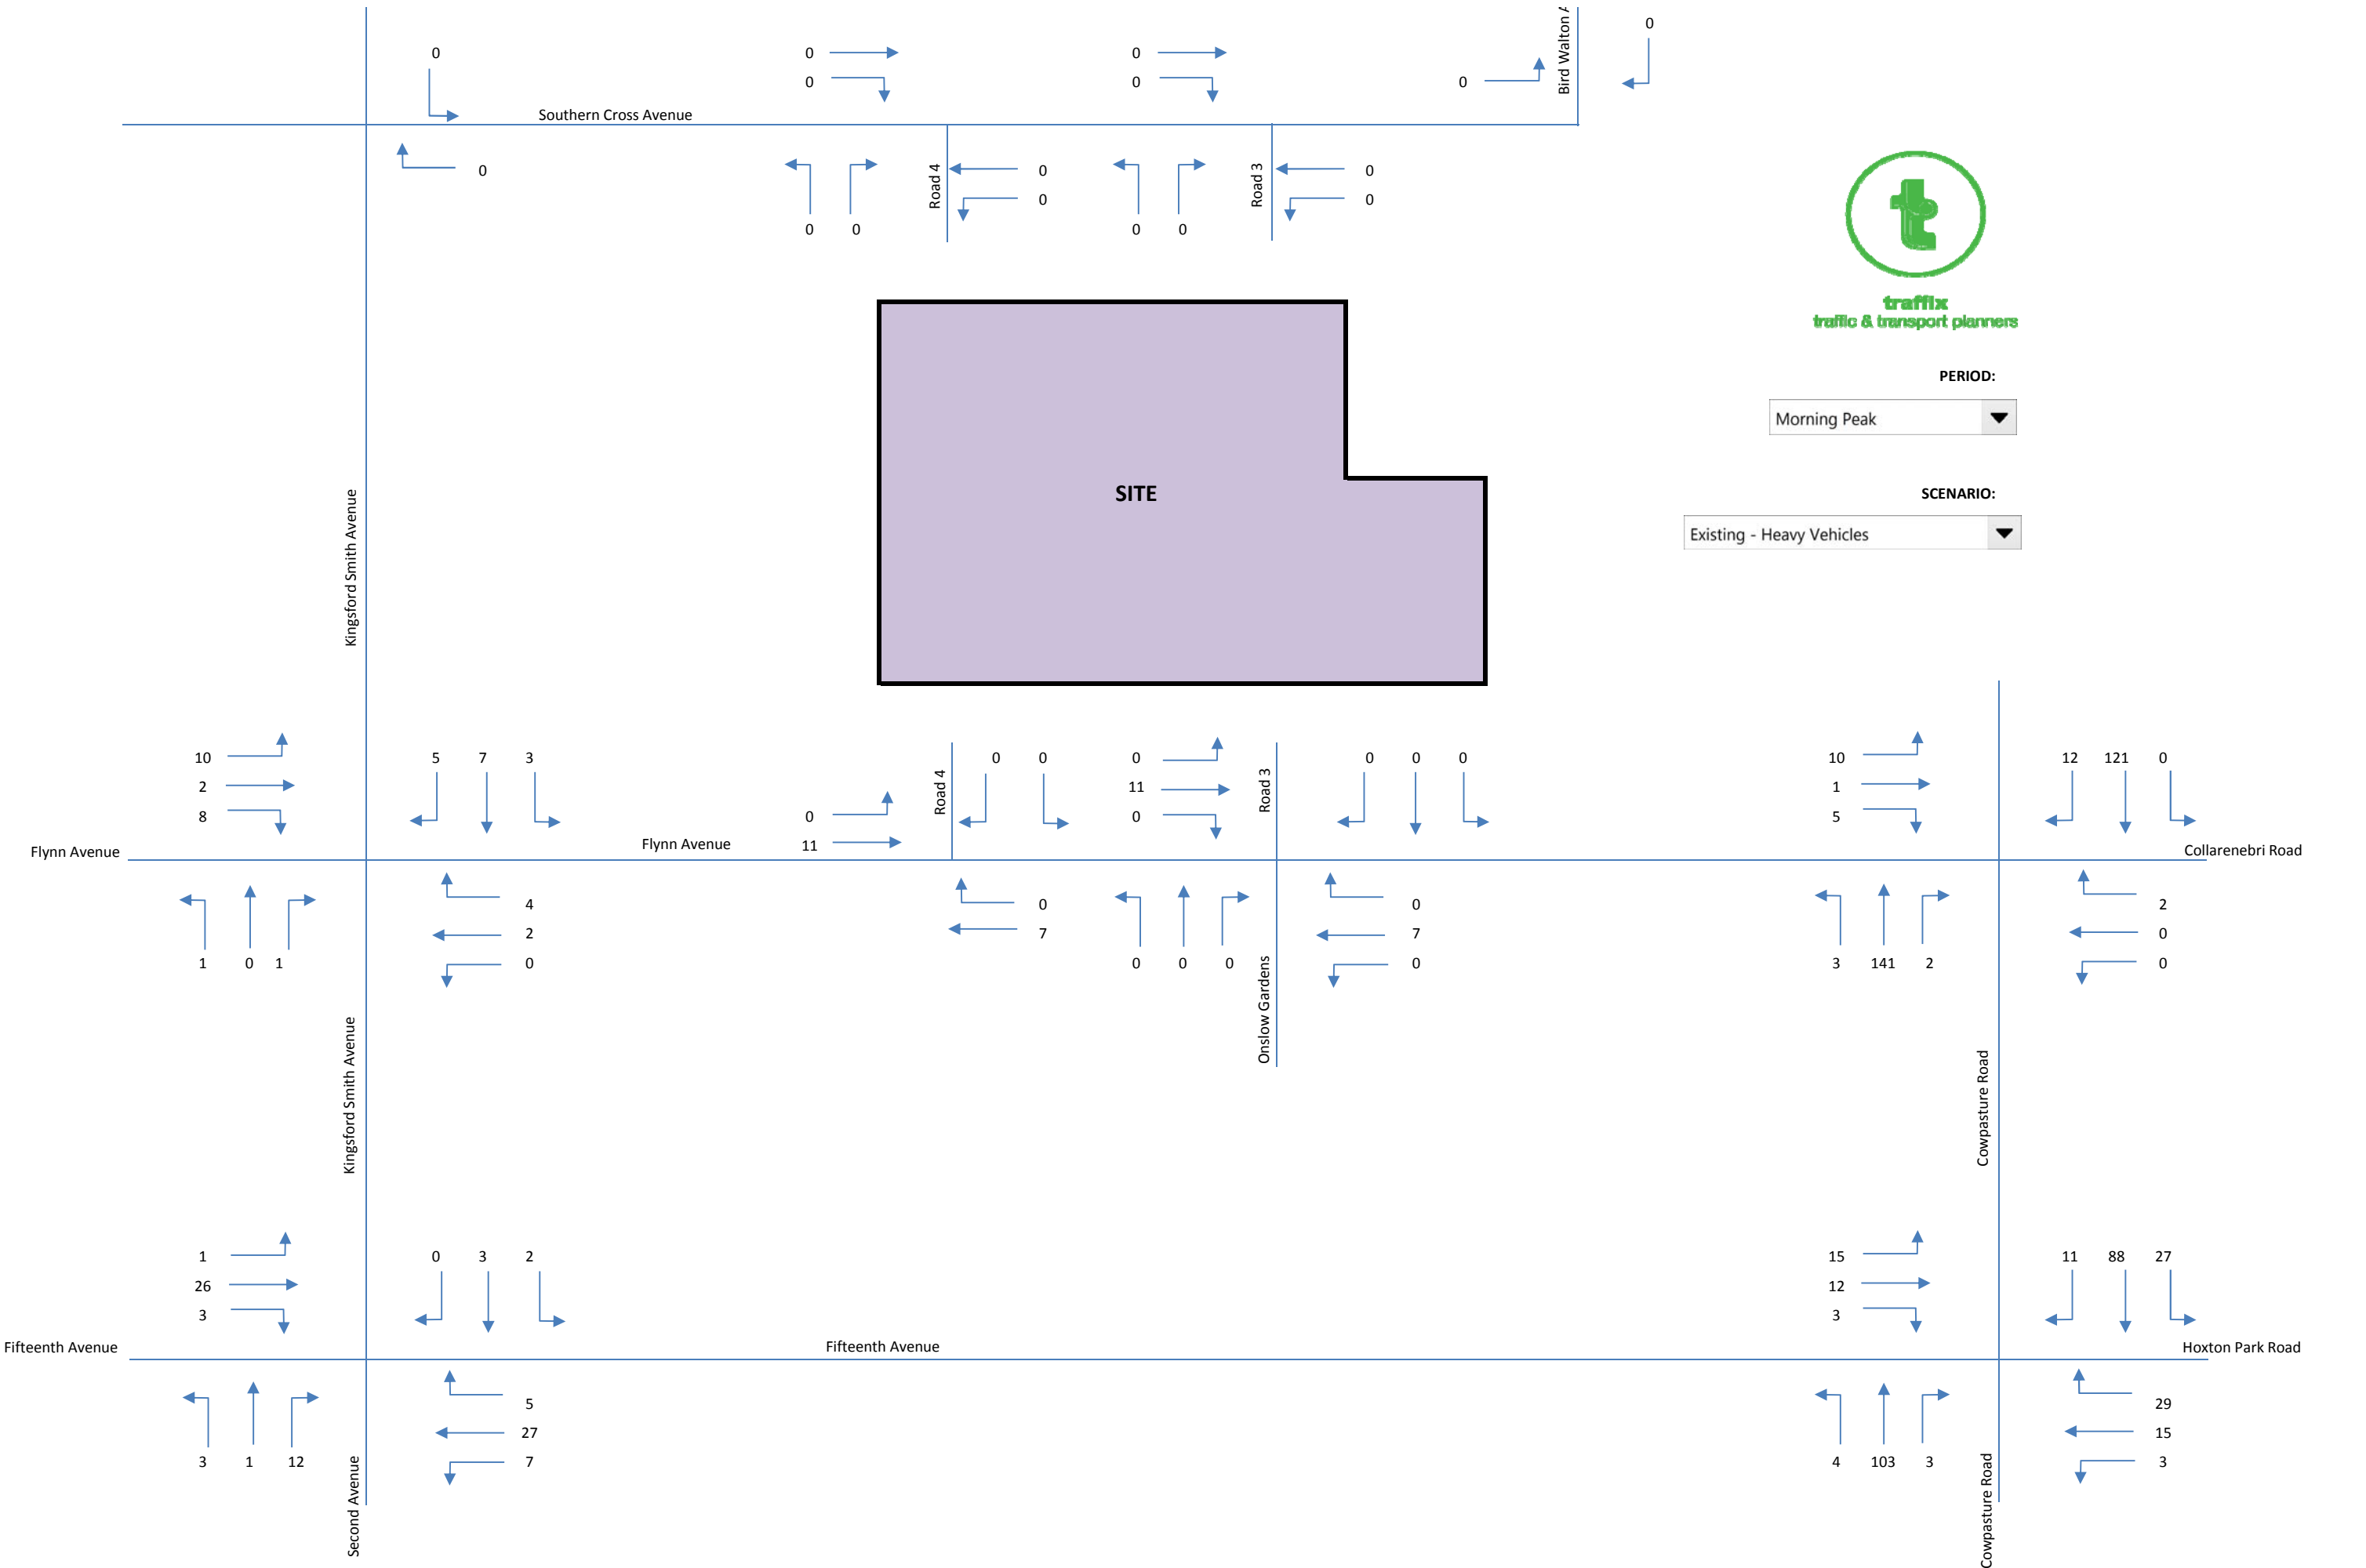 0 0 0 Bird Walton A 0
0 0 0
Southern Cross Avenue
0 Road 4 0 Road 3 0
0 0
0 0 0 0
traffix
traffic & transport planners
PERIOD:
Morning Peak
SITE
SCENARIO:
Existing - Heavy Vehicles
Kingsford Smith Avenue
10 5 7 3 0 0 0 0 0 0 10 12 121 0
2 Road 4 11 Road 3 1
8 0 0 5
Flynn Avenue Flynn Avenue 11 Collarenebri Road
4 0 0 2
2 7 7 0
1 0 1 0 0 0 0 0 3 141 2 0
Onslow Gardens
Kingsford Smith Avenue
Cowpasture Road
1 0 3 2 15 11 88 27
26 12
3 3
Fifteenth Avenue Fifteenth Avenue Hoxton Park Road
5 29
27 15
3 1 12 7 4 103 3 3
Second Avenue
Cowpasture Road